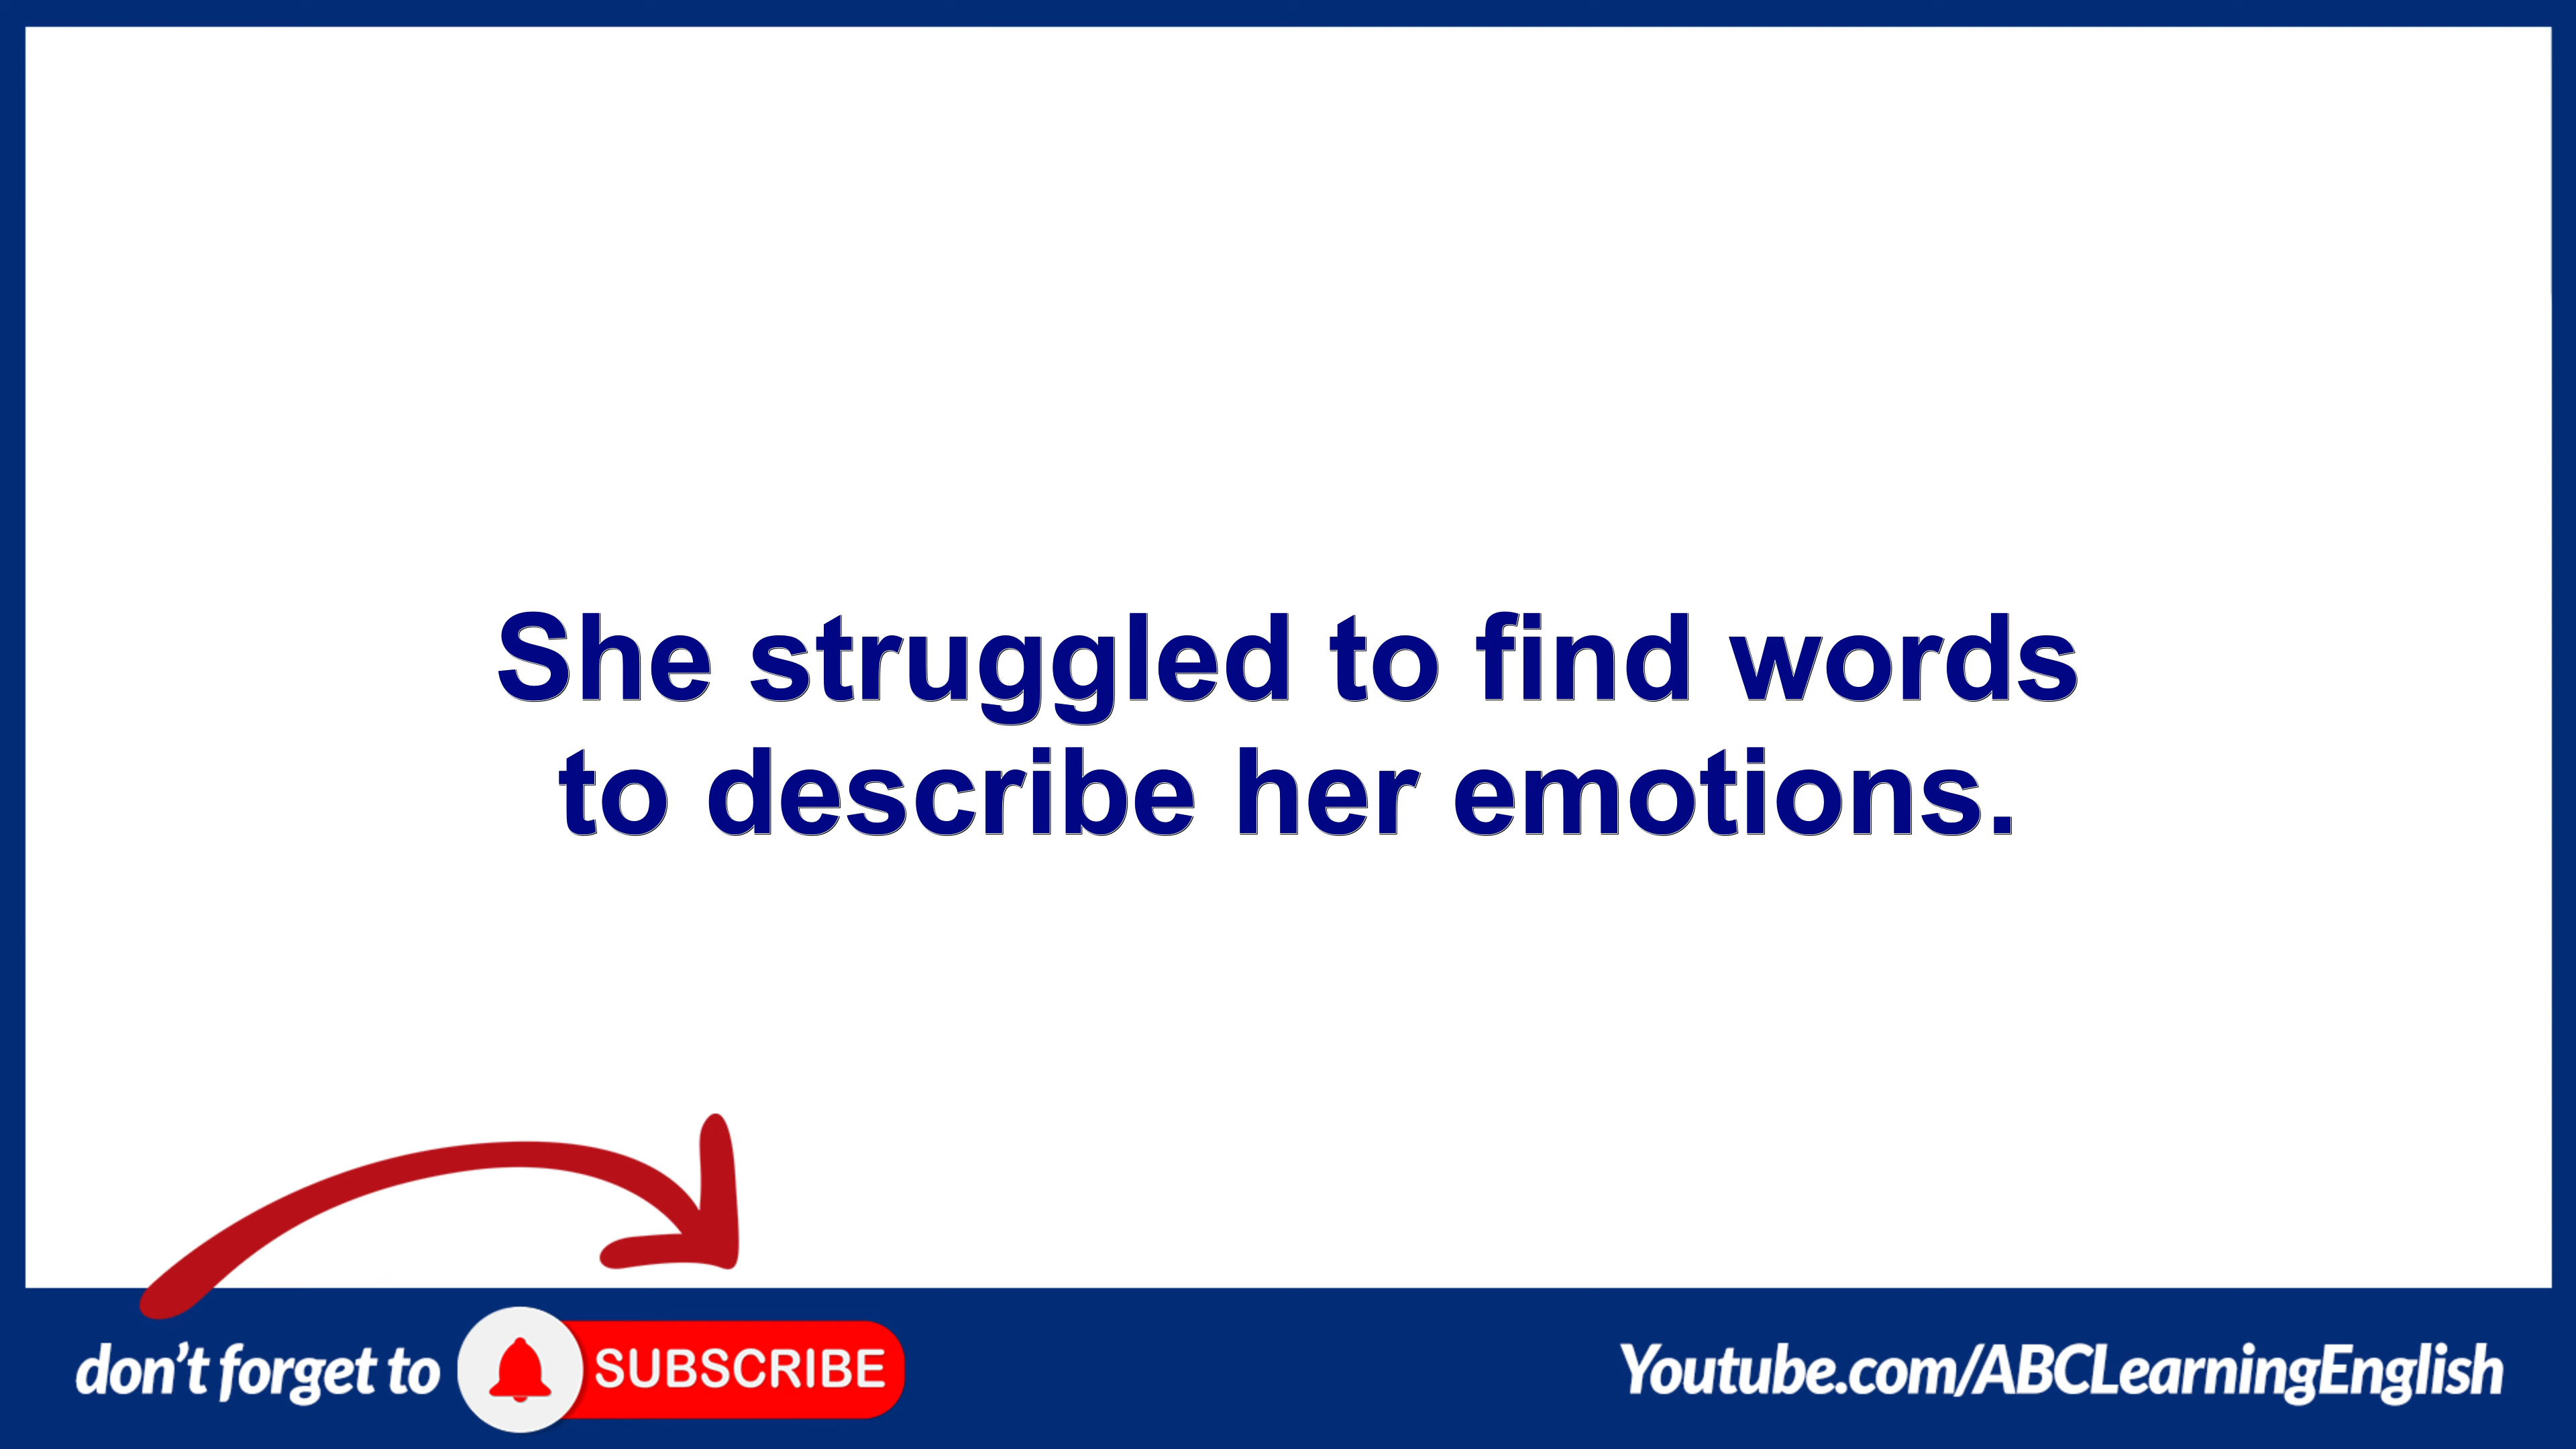 She struggled to find words
to describe her emotions.
don't forget to SUBSCRIBE
Youtube.com/ABCLearningEnglish